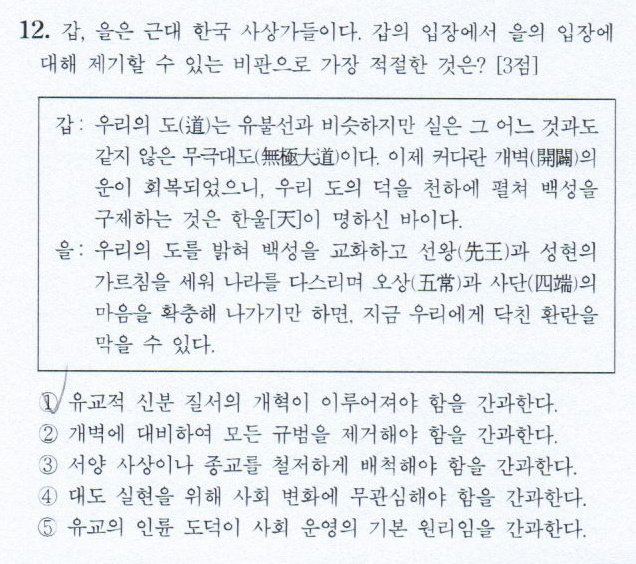 12. 갑, 을은 근대 한국 사상가들이다. 갑의 입장에서 을의 입장에
대해 제기할 수 있는 비판으로 가장 적절한 것은? [3점]
갑 : 우리의 도(道)는 유불선과 비슷하지만 실은 그 어느 것과도
같지 않은 무극대도(無極大道)이다. 이제 커다란 개벽(開闢)의
운이 회복되었으니, 우리 도의 덕을 천하에 펼쳐 백성을
구제하는 것은 한울[天]이 명하신 바이다.
을 : 우리의 도를 밝혀 백성을 교화하고 선왕(先王)과 성현의
가르침을 세워 나라를 다스리며 오상(五常)과 사단(四端)의
마음을 확충해 나가기만 하면, 지금 우리에게 닥친 환란을
막을 수 있다.
① 유교적 신분 질서의 개혁이 이루어져야 함을 간과한다.
② 개벽에 대비하여 모든 규범을 제거해야 함을 간과한다.
③ 서양 사상이나 종교를 철저하게 배척해야 함을 간과한다.
④ 대도 실현을 위해 사회 변화에 무관심해야 함을 간과한다.
⑤ 유교의 인륜 도덕이 사회 운영의 기본 원리임을 간과한다.